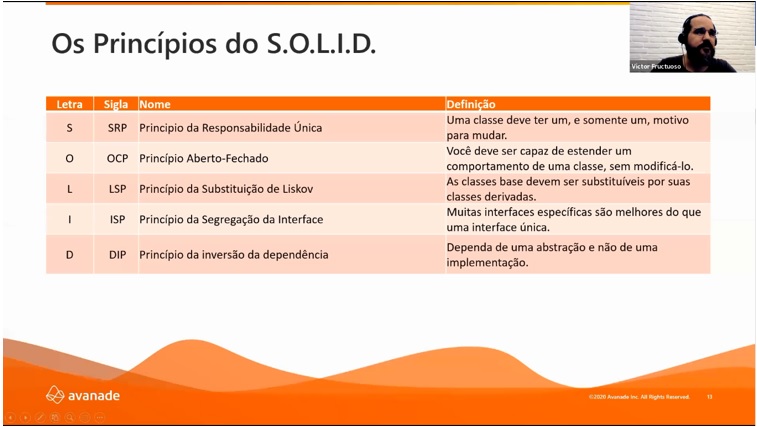 Os Princípios do S.O.L.I.D.
Victor Fructuoso
Letra Sigla Nome Definição
S SRP Principio da Responsabilidade Única Uma classe deve ter um, e somente um, motivo
para mudar.
O OCP Princípio Aberto-Fechado Você deve ser capaz de estender um
comportamento de uma classe, sem modificá-lo.
L LSP Princípio da Substituição de Liskov As classes base devem ser substituíveis por suas
classes derivadas.
I ISP Princípio da Segregação da Interface Muitas interfaces específicas são melhores do que
uma interface única.
D DIP Princípio da inversão da dependência Dependa de uma abstração e não de uma
implementação.
avanade
©2020 Avanade Inc. All Rights Reserved. 13